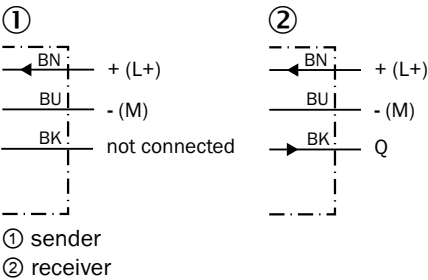 ① ②
BN + (L+) BN + (L+)
BU - (M) BU - (M)
BK not connected BK Q
① sender
② receiver